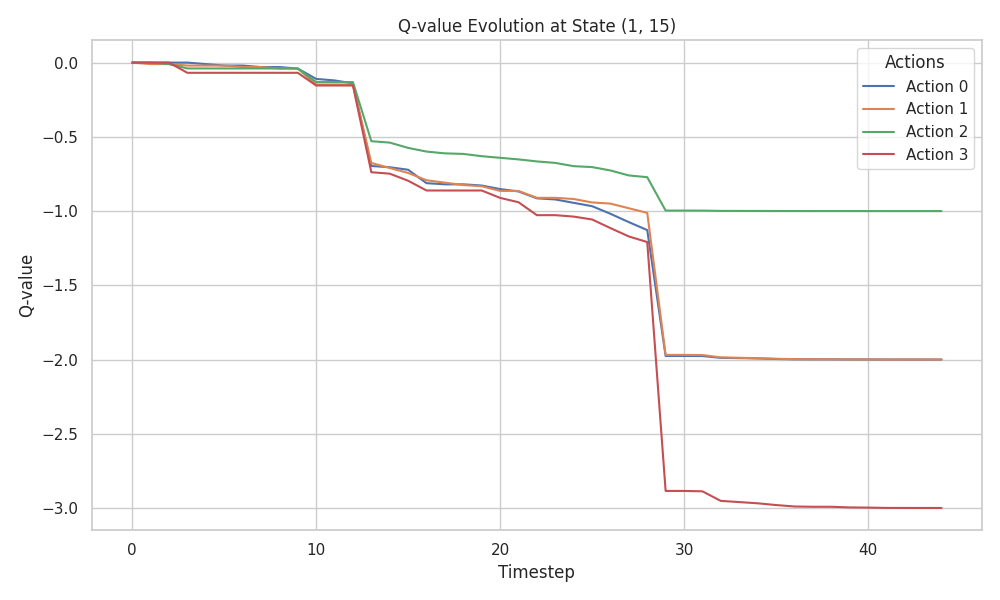 Q-value Evolution at State (1, 15)
Actions
Action 0
Action 1
Action 2
Action 3
Q-value
0.0
−0.5
−1.0
−1.5
−2.0
−2.5
−3.0
0 10 20 30 40
Timestep